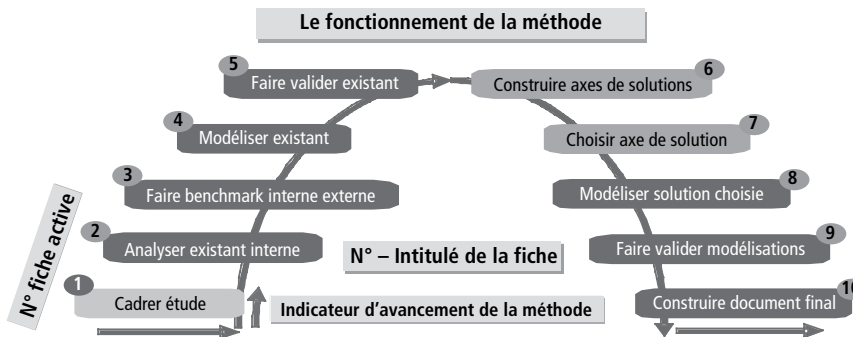 Le fonctionnement de la méthode
5
Faire valider existant
6
Construire axes de solutions
4
Modéliser existant
7
Choisir axe de solution
3
Faire benchmark interne externe
8
Modéliser solution choisie
2
Analyser existant interne
9
Faire valider modélisations
N° fiche active
N° – Intitulé de la fiche
1
Cadrer étude
Indicateur d'avancement de la méthode
10
Construire document final